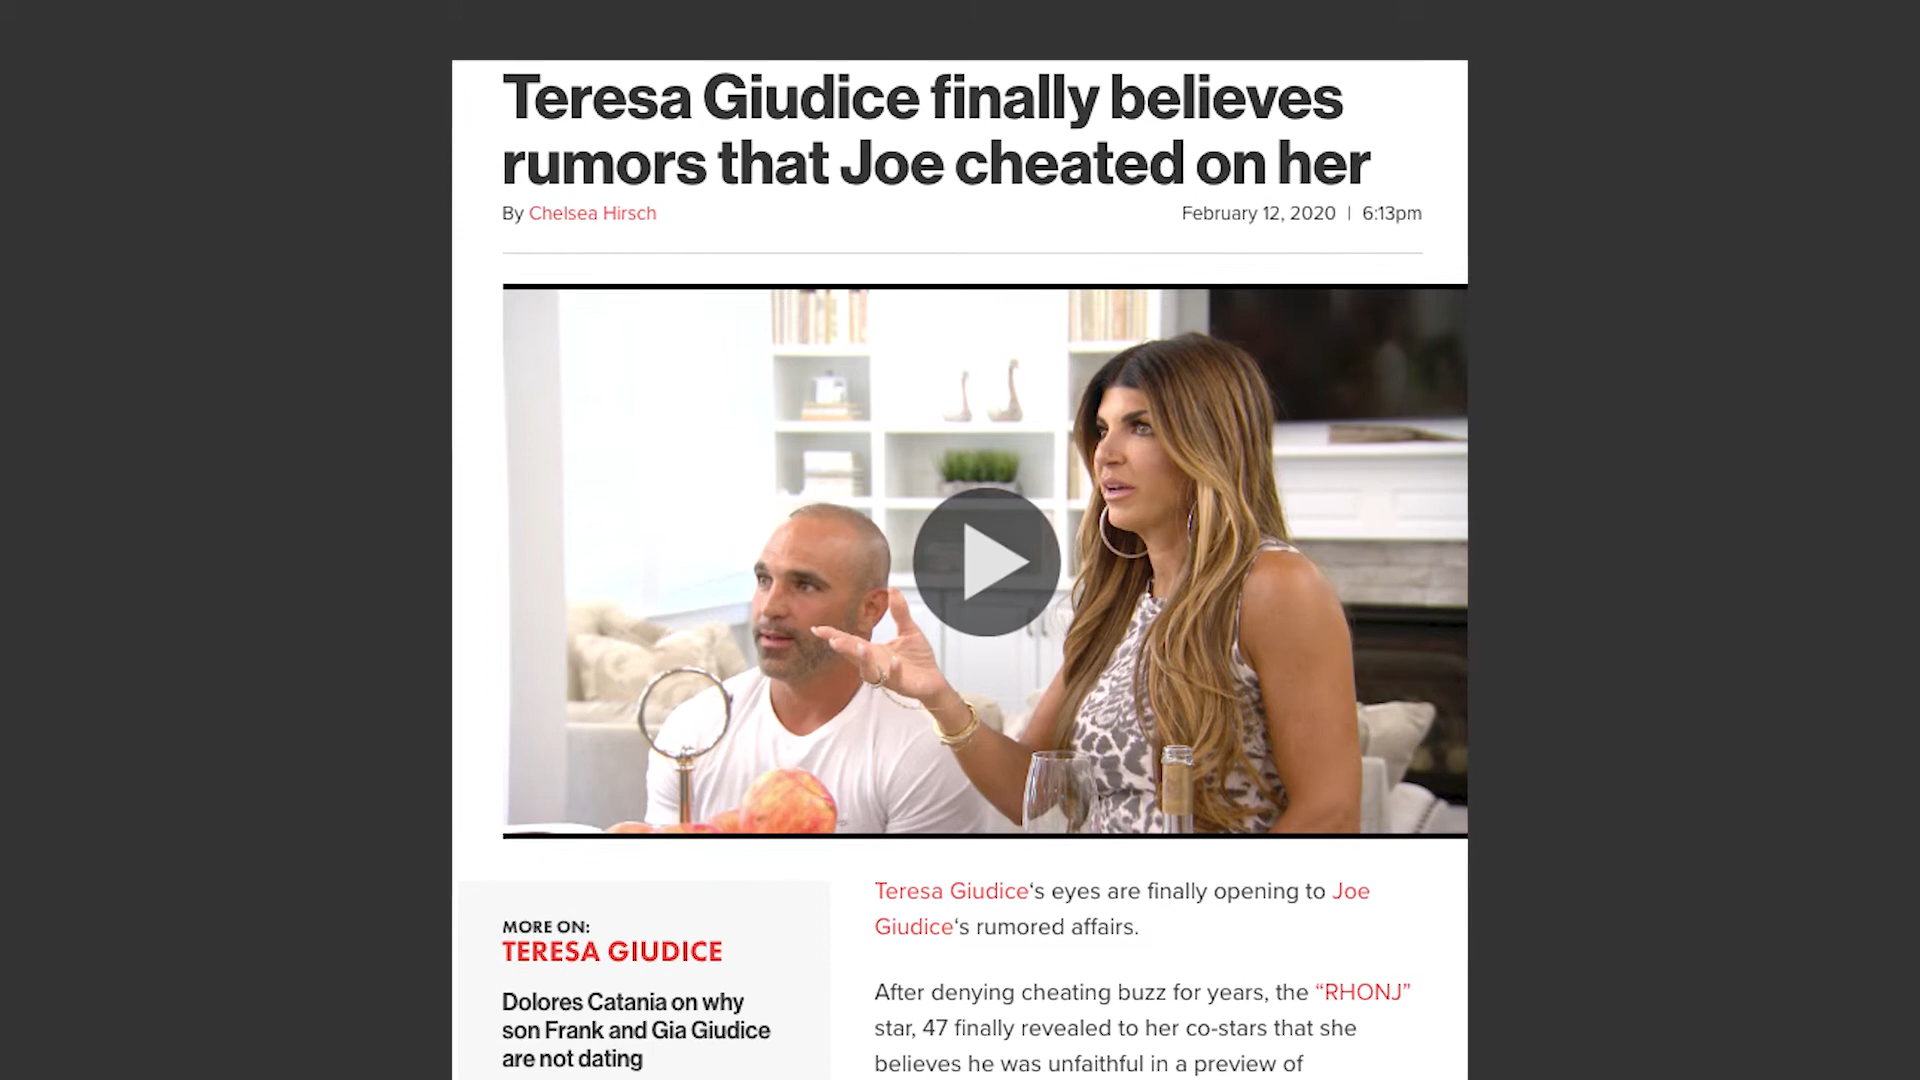 Teresa Giudice finally believes
rumors that Joe cheated on her
By Chelsea Hirsch
February 12, 2020 | 6:13pm
MORE ON:
TERESA GIUDICE
Dolores Catania on why
son Frank and Gia Giudice
are not dating
Teresa Giudice‘s eyes are finally opening to Joe
Giudice‘s rumored affairs.
After denying cheating buzz for years, the “RHONJ”
star, 47 finally revealed to her co-stars that she
believes he was unfaithful in a preview of